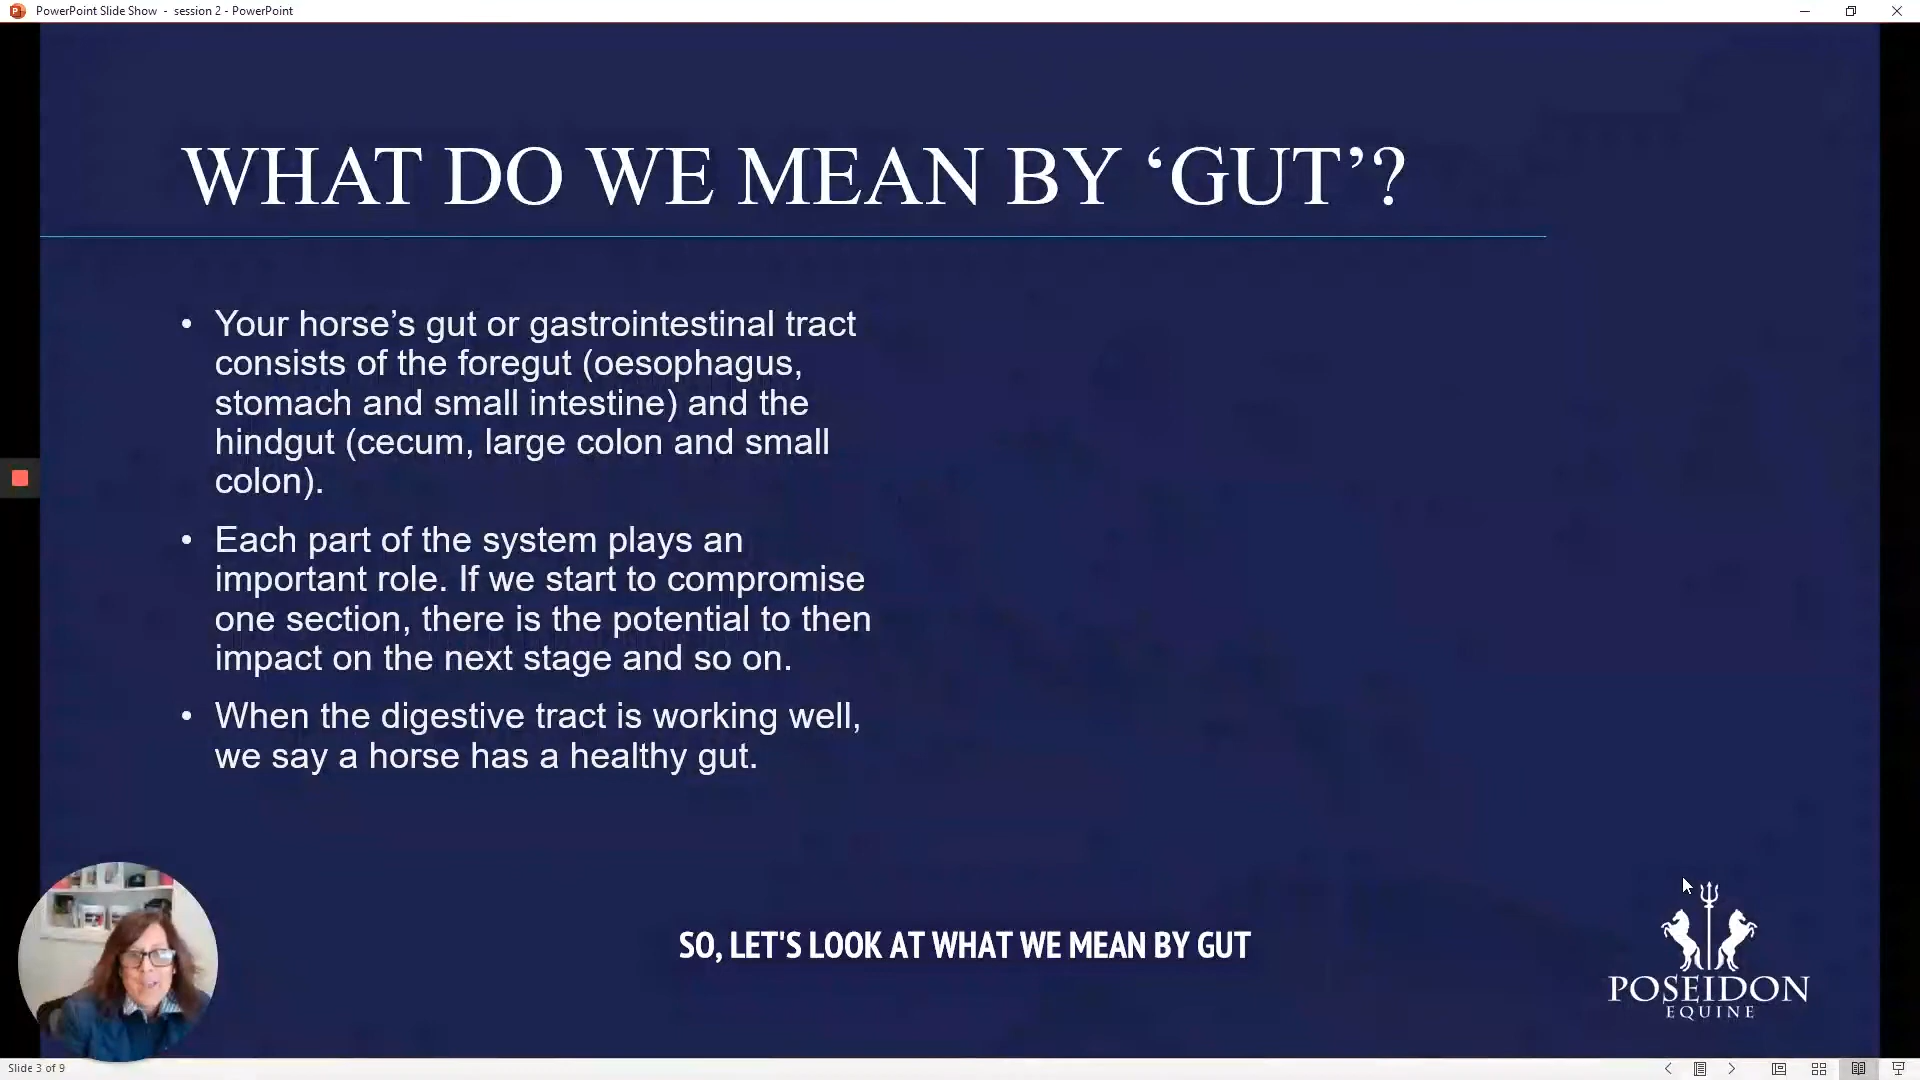 PowerPoint Slide Show - session 2 - PowerPoint
WHAT DO WE MEAN BY ‘GUT’?
• Your horse’s gut or gastrointestinal tract
consists of the foregut (oesophagus,
stomach and small intestine) and the
hindgut (cecum, large colon and small
colon).
• Each part of the system plays an
important role. If we start to compromise
one section, there is the potential to then
impact on the next stage and so on.
• When the digestive tract is working well,
we say a horse has a healthy gut.
SO, LET'S LOOK AT WHAT WE MEAN BY GUT
POSEIDON
EQUINE
Slide 3 of 9